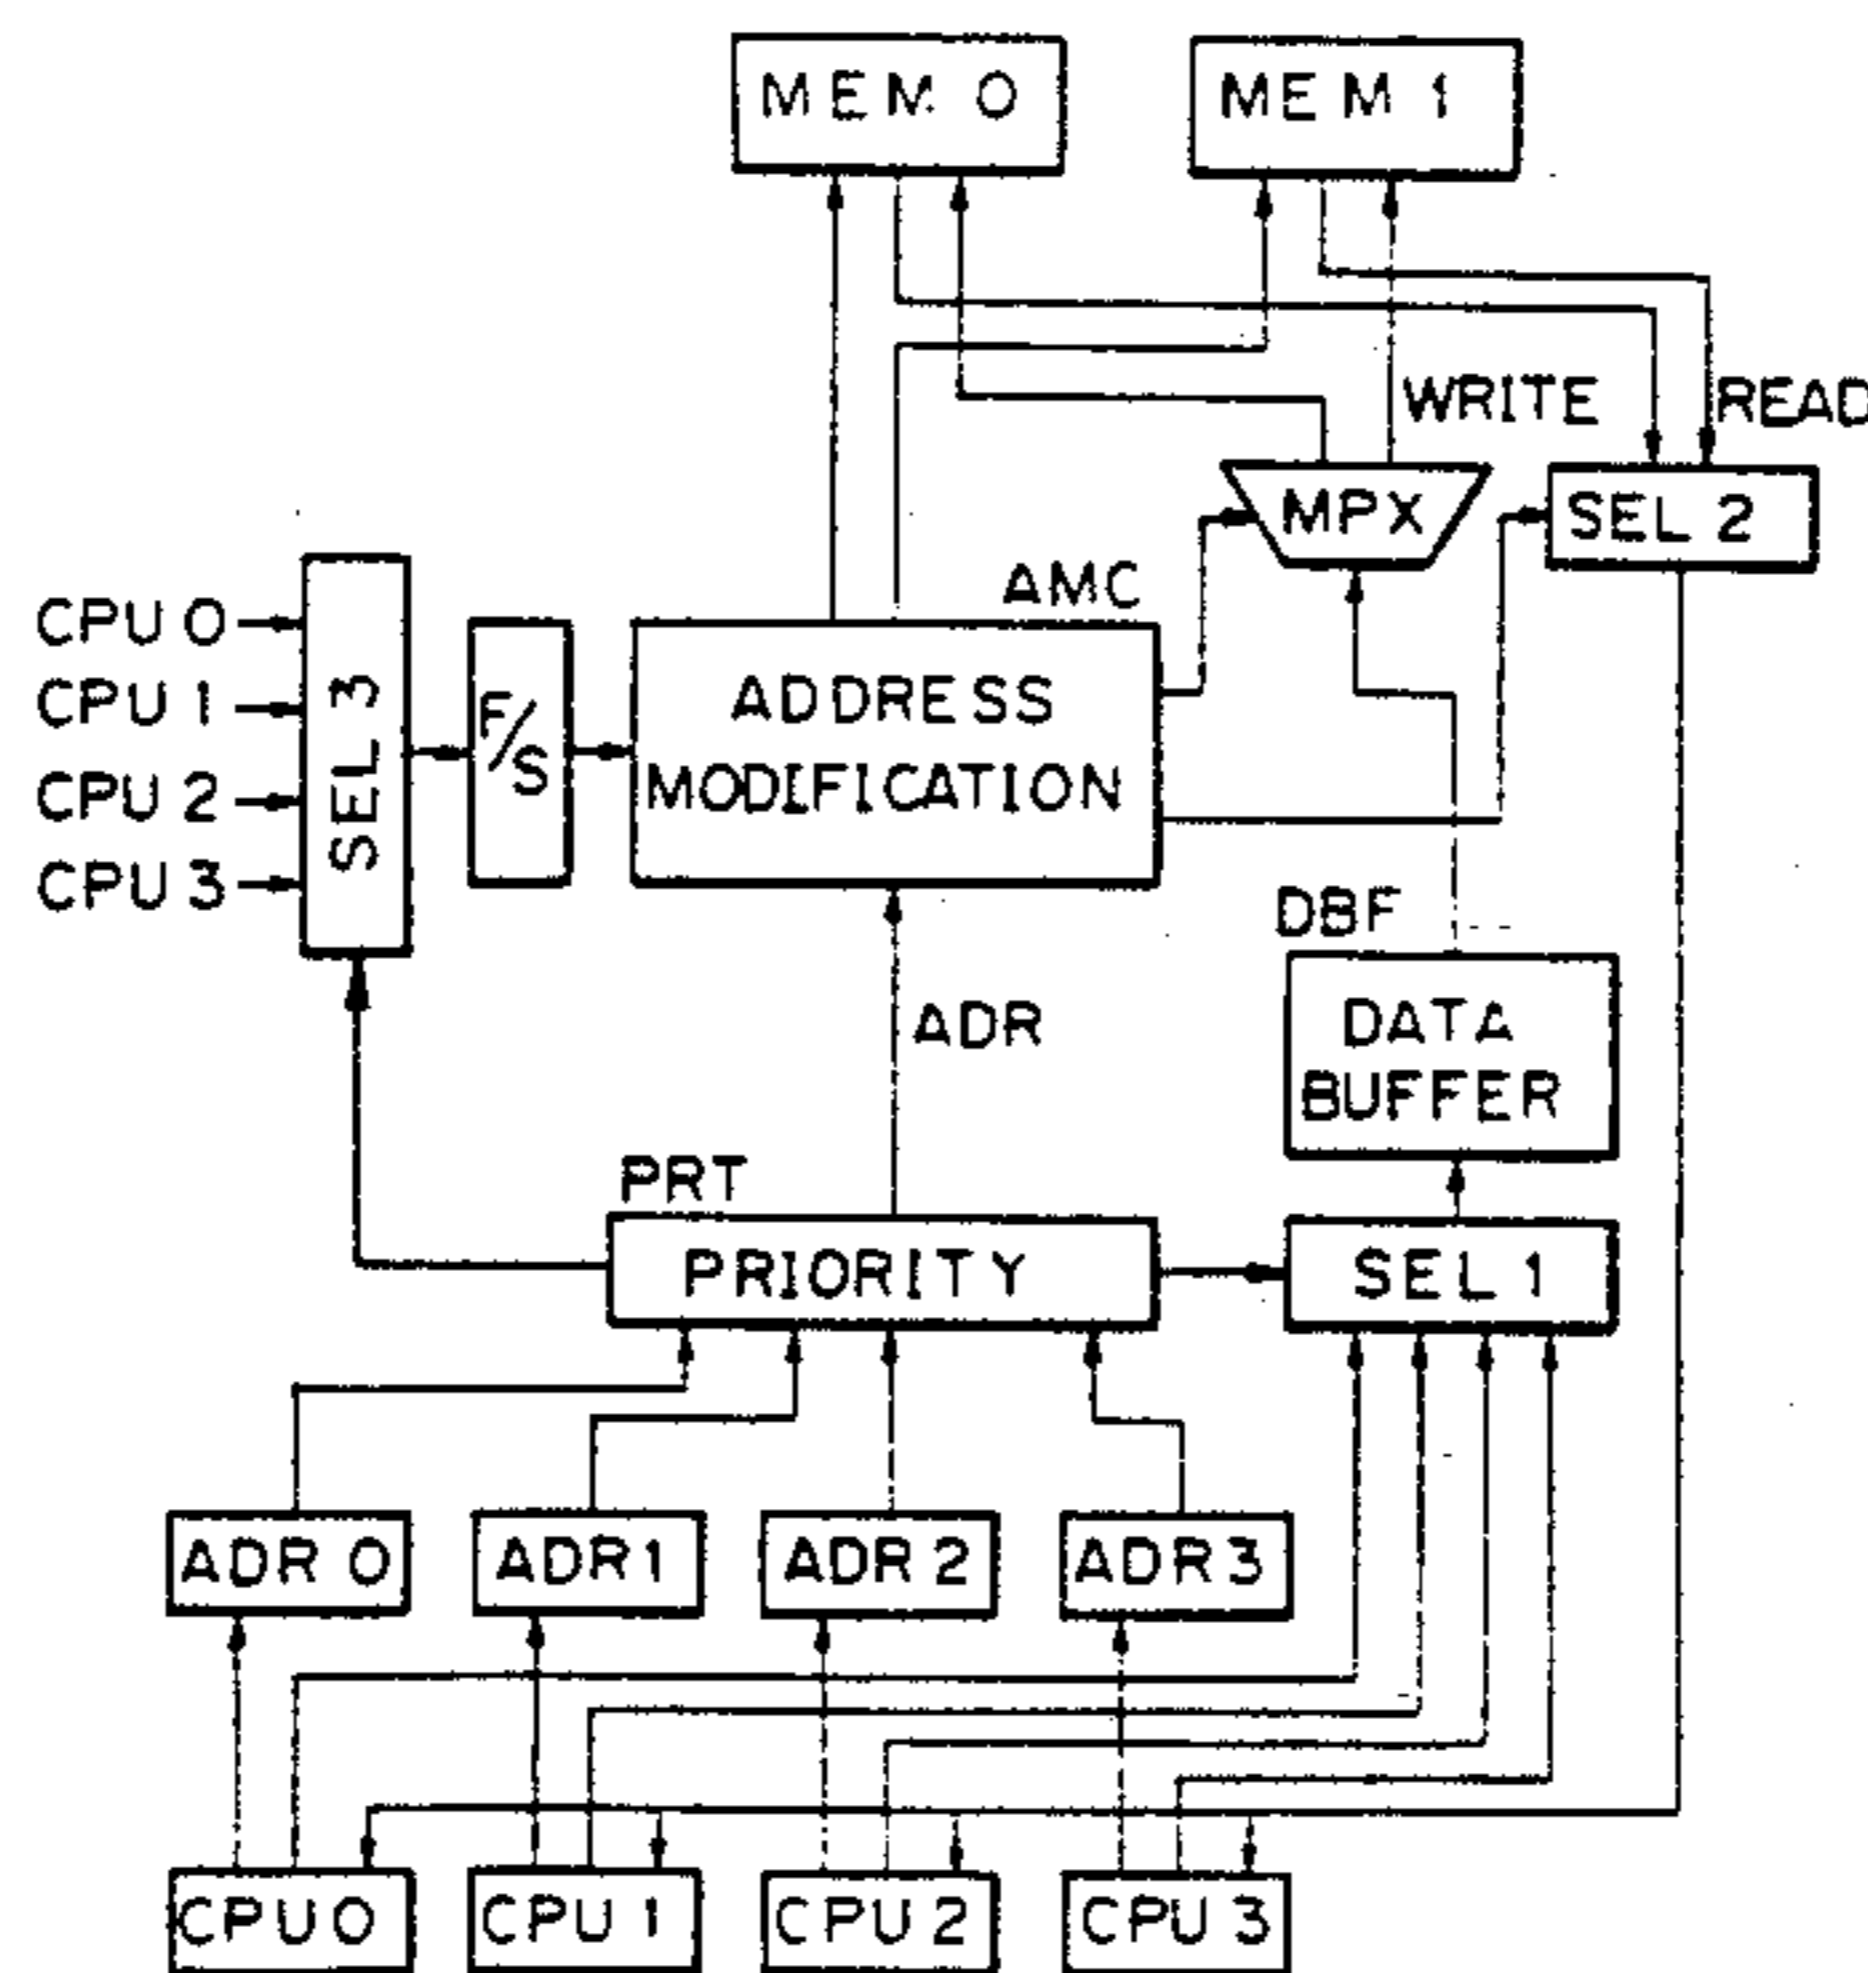 MEM 0
MEM 1
WRITE
READ
MPX
SEL 2
AMC
CPU 0
CPU 1
CPU 2
CPU 3
SEL 3
F/S
ADDRESS
MODIFICATION
DBF
DATA
BUFFER
ADR
PRT
PRIORITY
SEL 1
ADR 0
ADR 1
ADR 2
ADR 3
CPU 0
CPU 1
CPU 2
CPU 3